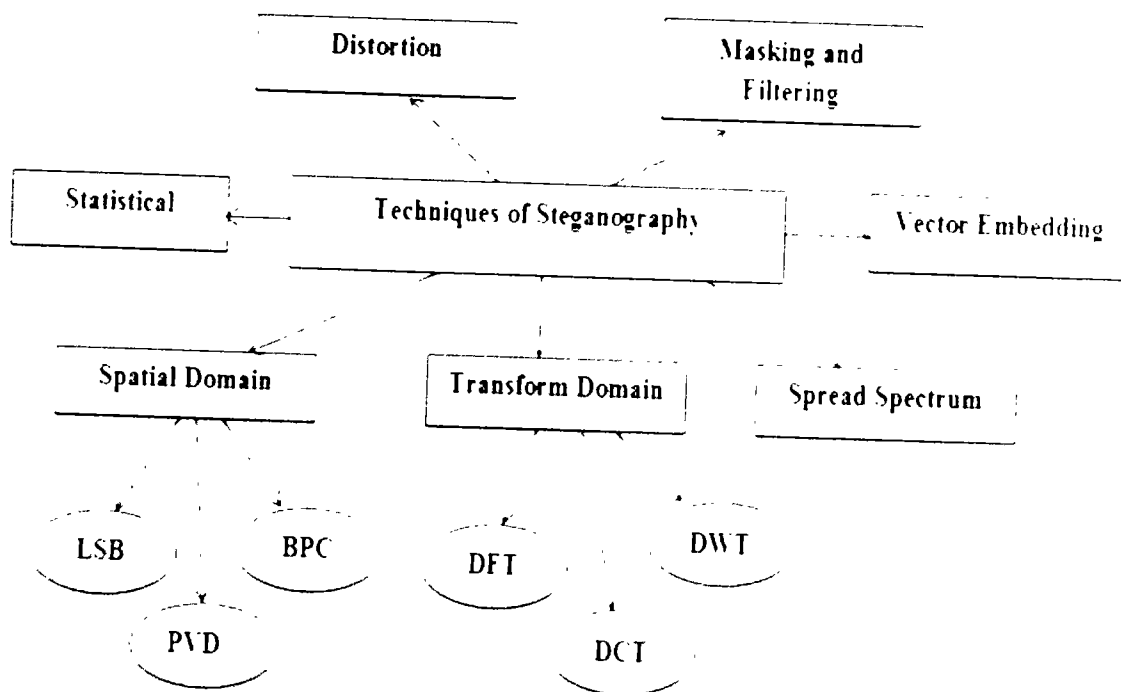 Distortion
Masking and
Filtering
Statistical
Techniques of Steganography
Vector Embedding
Spatial Domain
Transform Domain
Spread Spectrum
LSB
BPC
DFT
DWT
PVD
DCT